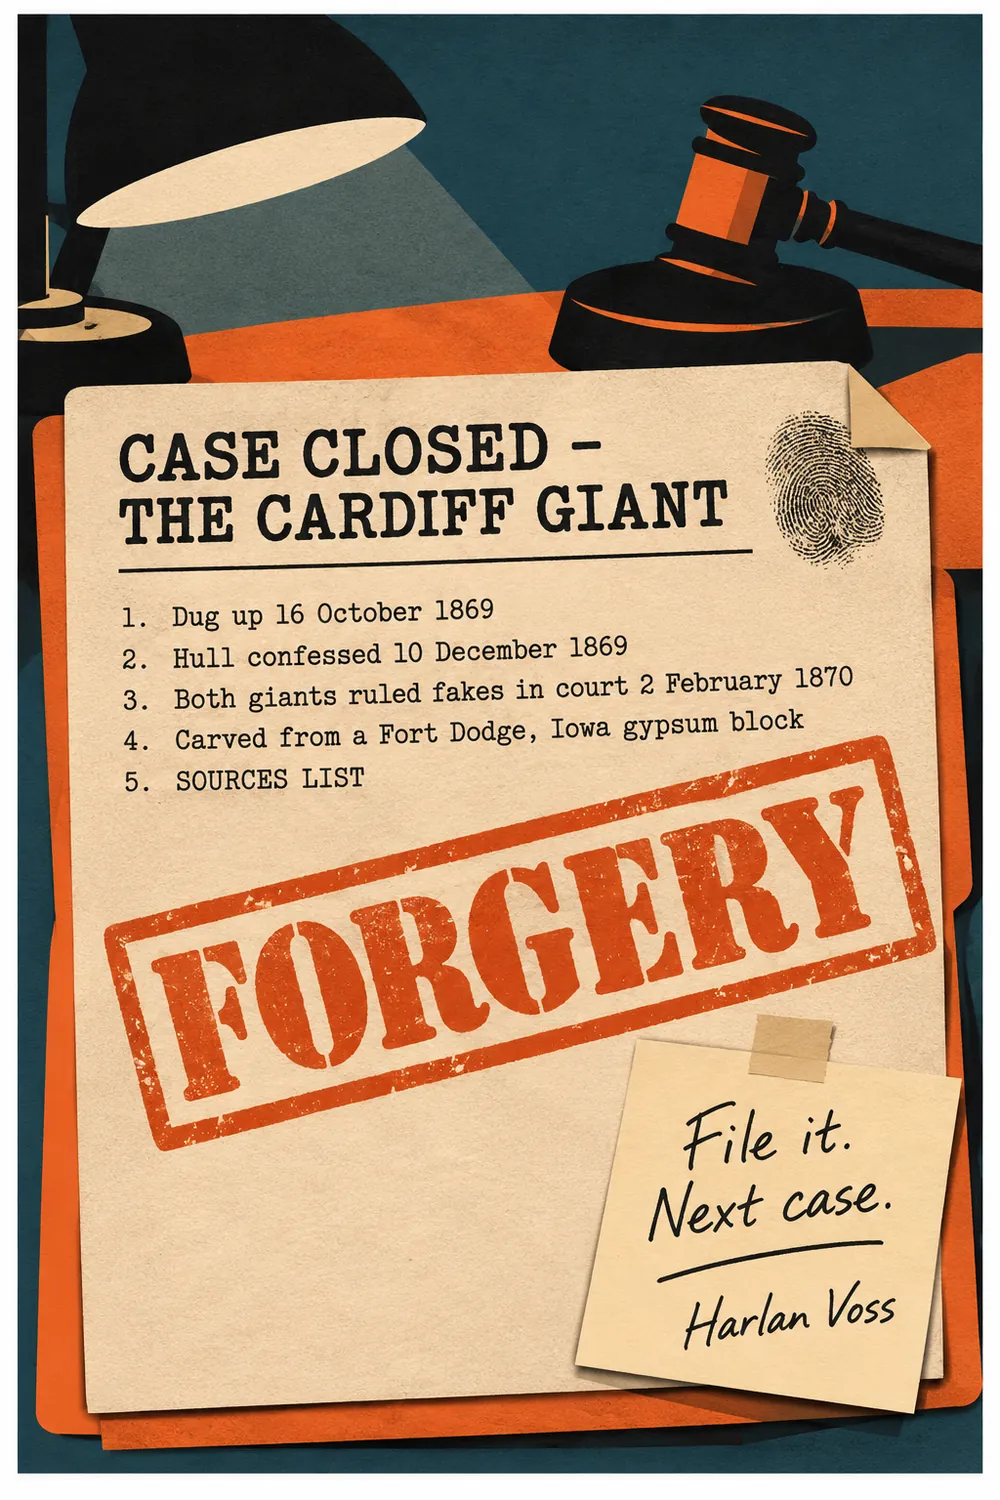 CASE CLOSED –
THE CARDIFF GIANT
1. Dug up 16 October 1869
2. Hull confessed 10 December 1869
3. Both giants ruled fakes in court 2 February 1870
4. Carved from a Fort Dodge, Iowa gypsum block
5. SOURCES LIST
FORGERY
File it.
Next case.
Harlan Voss